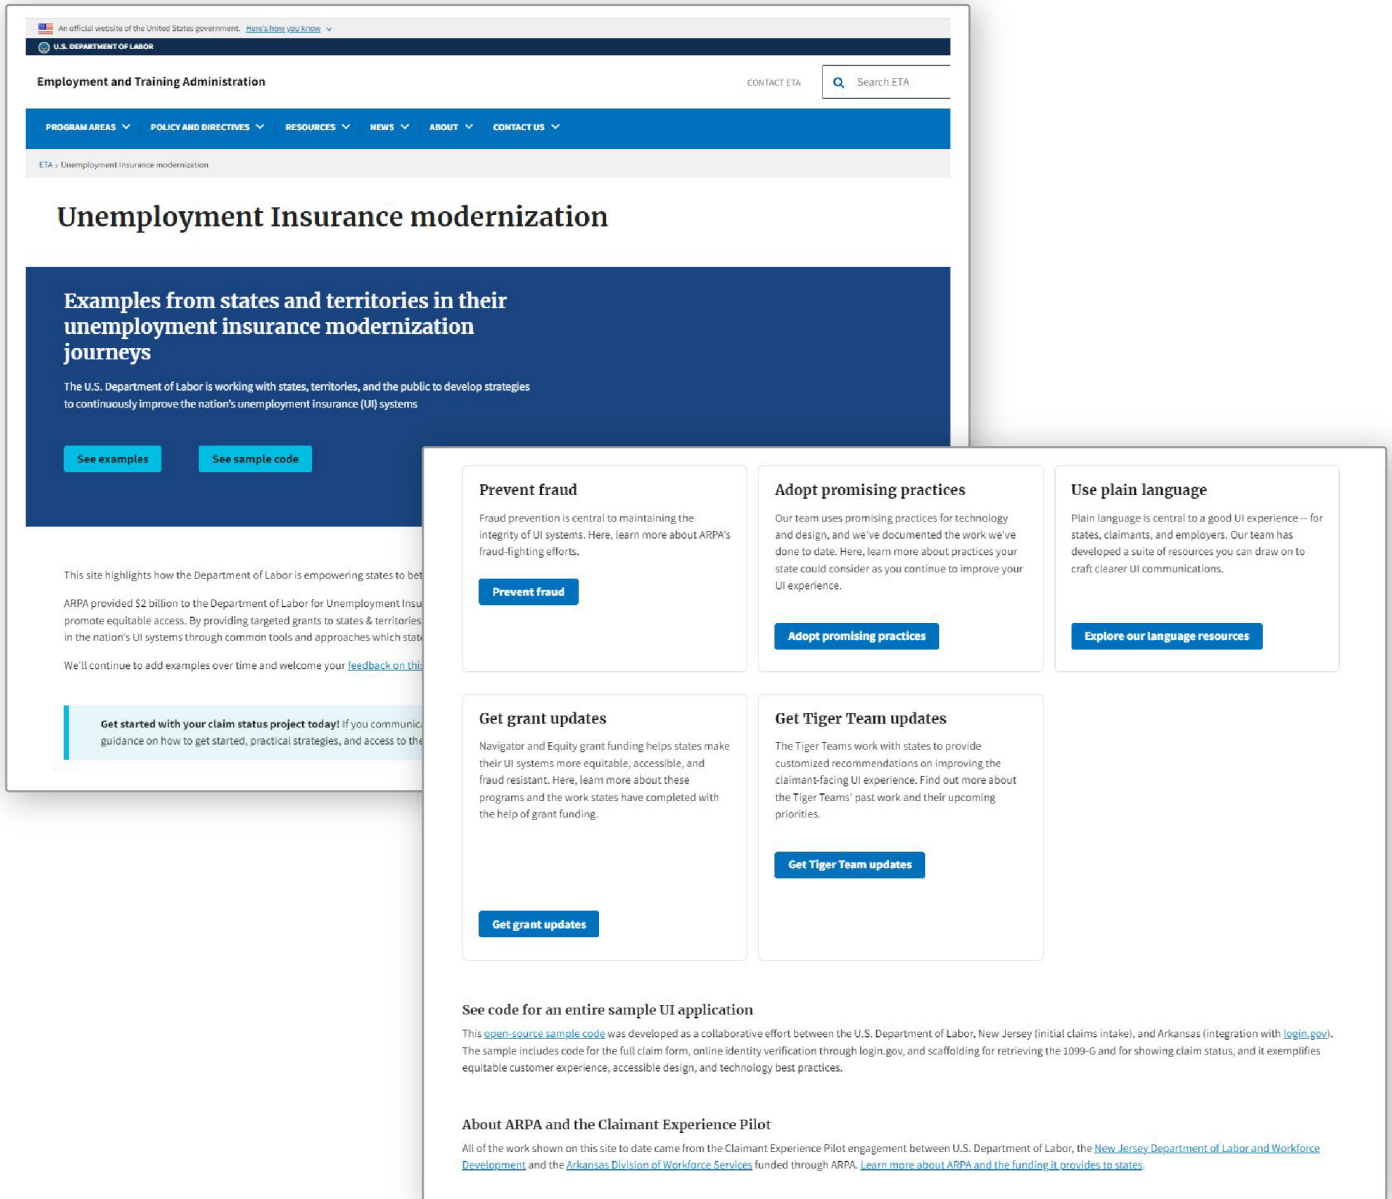 An official website of the United States government. Here's how you know
U.S. DEPARTMENT OF LABOR
Employment and Training Administration
CONTACT ETA
Search ETA
PROGRAM AREAS POLICY AND DIRECTIVES RESOURCES NEWS ABOUT CONTACT US
ETA › Unemployment Insurance modernization
Unemployment Insurance modernization
Examples from states and territories in their
unemployment insurance modernization
journeys
The U.S. Department of Labor is working with states, territories, and the public to develop strategies
to continuously improve the nation's unemployment insurance (UI) systems
See examples See sample code
This site highlights how the Department of Labor is empowering states to bet
ARPA provided $2 billion to the Department of Labor for Unemployment Insu
promote equitable access. By providing targeted grants to states & territories
in the nation's UI systems through common tools and approaches which stat
We'll continue to add examples over time and welcome your feedback on this
Get started with your claim status project today! If you communic
guidance on how to get started, practical strategies, and access to the
Prevent fraud
Fraud prevention is central to maintaining the
integrity of UI systems. Here, learn more about ARPA's
fraud-fighting efforts.
Prevent fraud
Adopt promising practices
Our team uses promising practices for technology
and design, and we've documented the work we've
done to date. Here, learn more about practices your
state could consider as you continue to improve your
UI experience.
Adopt promising practices
Use plain language
Plain language is central to a good UI experience -- for
states, claimants, and employers. Our team has
developed a suite of resources you can draw on to
craft clearer UI communications.
Explore our language resources
Get grant updates
Navigator and Equity grant funding helps states make
their UI systems more equitable, accessible, and
fraud resistant. Here, learn more about these
programs and the work states have completed with
the help of grant funding.
Get grant updates
Get Tiger Team updates
The Tiger Teams work with states to provide
customized recommendations on improving the
claimant-facing UI experience. Find out more about
the Tiger Teams' past work and their upcoming
priorities.
Get Tiger Team updates
See code for an entire sample UI application
This open-source sample code was developed as a collaborative effort between the U.S. Department of Labor, New Jersey (initial claims intake), and Arkansas (integration with login.gov).
The sample includes code for the full claim form, online identity verification through login.gov, and scaffolding for retrieving the 1099-G and for showing claim status, and it exemplifies
equitable customer experience, accessible design, and technology best practices.
About ARPA and the Claimant Experience Pilot
All of the work shown on this site to date came from the Claimant Experience Pilot engagement between U.S. Department of Labor, the New Jersey Department of Labor and Workforce
Development and the Arkansas Division of Workforce Services funded through ARPA. Learn more about ARPA and the funding it provides to states.